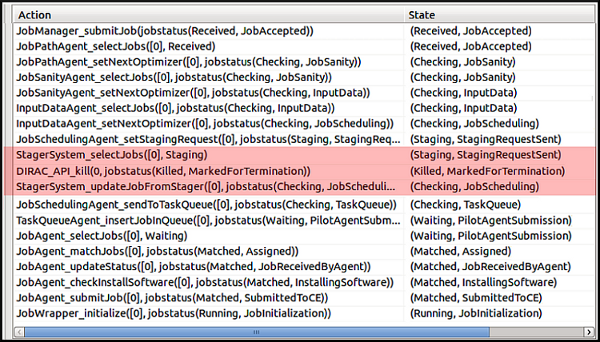 Action State
JobManager_submitJob(jobstatus(Received, JobAccepted)) (Received, JobAccepted)
JobPathAgent_selectJobs([0], Received) (Received, JobAccepted)
JobPathAgent_setNextOptimizer([0], jobstatus(Checking, JobSanity)) (Checking, JobSanity)
JobSanityAgent_selectJobs([0], jobstatus(Checking, JobSanity)) (Checking, JobSanity)
JobSanityAgent_setNextOptimizer([0], jobstatus(Checking, InputData)) (Checking, InputData)
InputDataAgent_selectJobs([0], jobstatus(Checking, InputData)) (Checking, InputData)
InputDataAgent_setNextOptimizer([0], jobstatus(Checking, JobScheduling)) (Checking, JobScheduling)
JobSchedulingAgent_setStagingRequest([0], jobstatus(Staging, StagingReq... (Staging, StagingRequestSent)
StagerSystem_selectJobs([0], Staging) (Staging, StagingRequestSent)
DIRAC_API_kill(0, jobstatus(Killed, MarkedForTermination)) (Killed, MarkedForTermination)
StagerSystem_updateJobFromStager([0], jobstatus(Checking, JobScheduli... (Checking, JobScheduling)
JobSchedulingAgent_sendToTaskQueue([0], jobstatus(Checking, TaskQueue)) (Checking, TaskQueue)
TaskQueueAgent_insertJobInQueue([0], jobstatus(Waiting, PilotAgentSubm... (Waiting, PilotAgentSubmission)
JobAgent_selectJobs([0], Waiting) (Waiting, PilotAgentSubmission)
JobAgent_matchJobs([0], jobstatus(Matched, Assigned)) (Matched, Assigned)
JobAgent_updateStatus([0], jobstatus(Matched, JobReceivedByAgent)) (Matched, JobReceivedByAgent)
JobAgent_checkInstallSoftware([0], jobstatus(Matched, InstallingSoftware)) (Matched, InstallingSoftware)
JobAgent_submitJob([0], jobstatus(Matched, SubmittedToCE)) (Matched, SubmittedToCE)
JobWrapper_initialize([0], jobstatus(Running, JobInitialization)) (Running, JobInitialization)